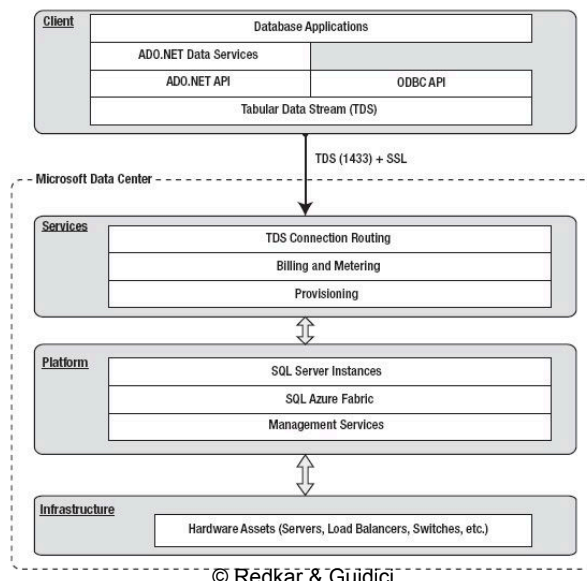 Client
Database Applications
ADO.NET Data Services
ADO.NET API
ODBC API
Tabular Data Stream (TDS)
TDS (1433) + SSL
Microsoft Data Center
Services
TDS Connection Routing
Billing and Metering
Provisioning
Platform
SQL Server Instances
SQL Azure Fabric
Management Services
Infrastructure
Hardware Assets (Servers, Load Balancers, Switches, etc.)
© Redkar & Guidici